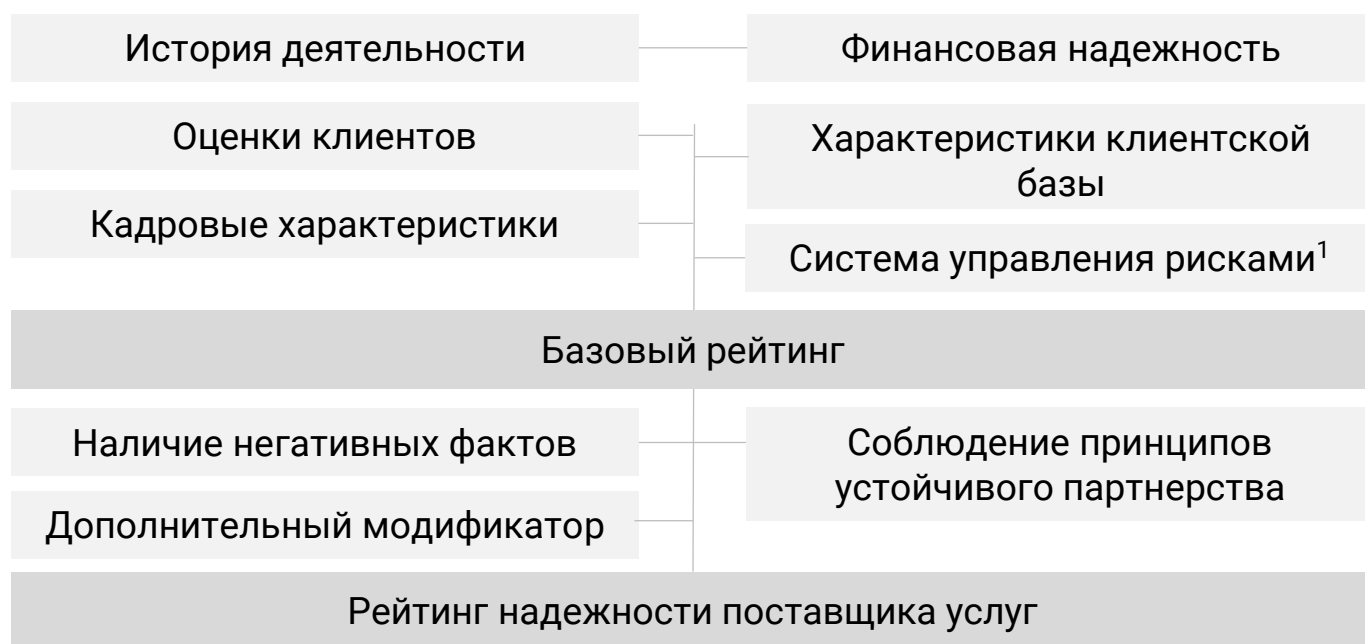 История деятельности
Финансовая надежность
Оценки клиентов
Характеристики клиентской
базы
Кадровые характеристики
Система управления рисками¹
Базовый рейтинг
Наличие негативных фактов
Соблюдение принципов
устойчивого партнерства
Дополнительный модификатор
Рейтинг надежности поставщика услуг